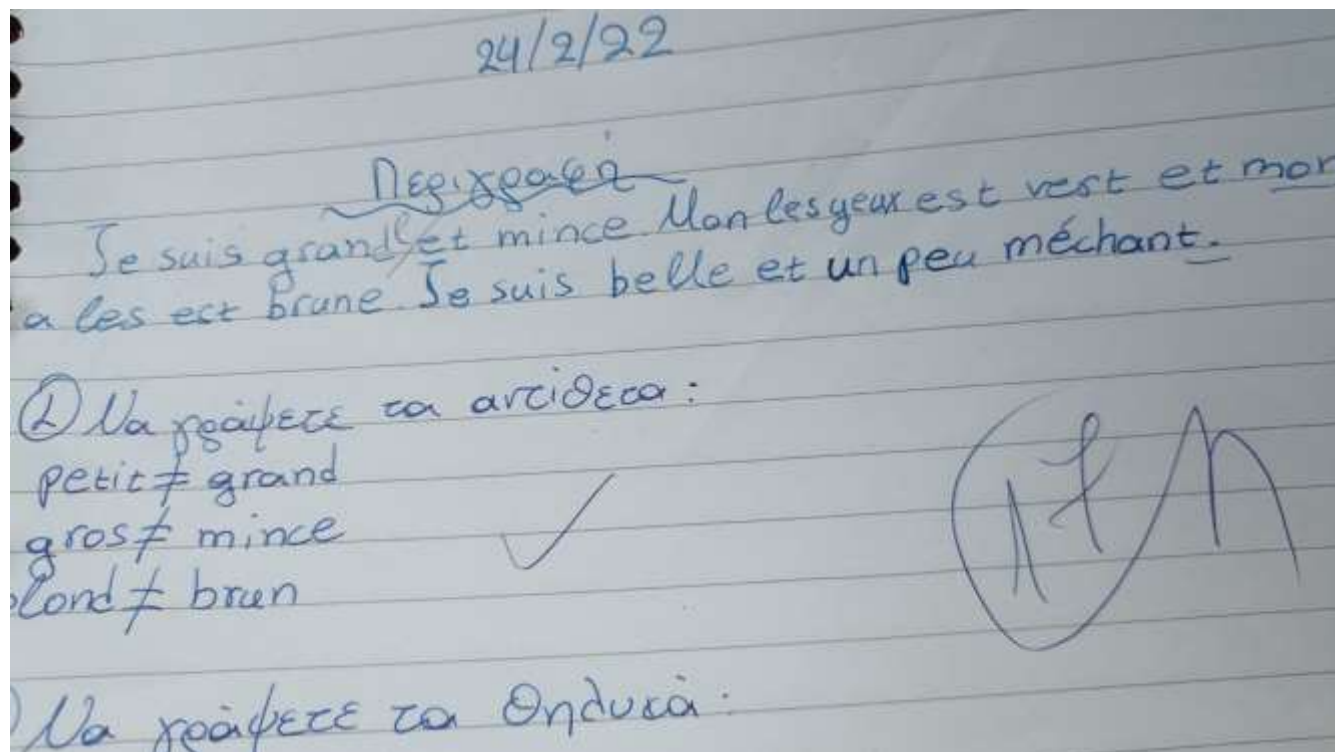 24/2/22
Περιγραφή
Je suis grand et mince Mon les yeux est vert et mon
a les est brune Je suis belle et un peu méchant.
① Να γράψετε τα αντίθετα:
petit ≠ grand
gros ≠ mince
blond ≠ brun
Να γράψετε τα θηλυκά: